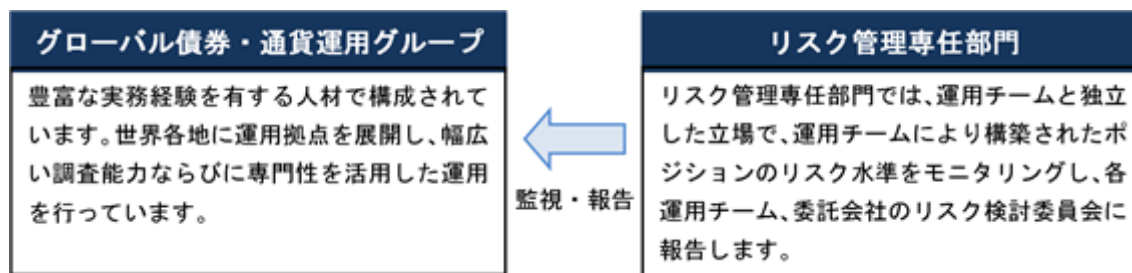 グローバル債券・通貨運用グループ
豊富な実務経験を有する人材で構成されて
います。世界各地に運用拠点を展開し、幅広
い調査能力ならびに専門性を活用した運用
を行っています。
監視・報告
リスク管理専任部門
リスク管理専任部門では、運用チームと独立
した立場で、運用チームにより構築されたポ
ジションのリスク水準をモニタリングし、各
運用チーム、委託会社のリスク検討委員会に
報告します。